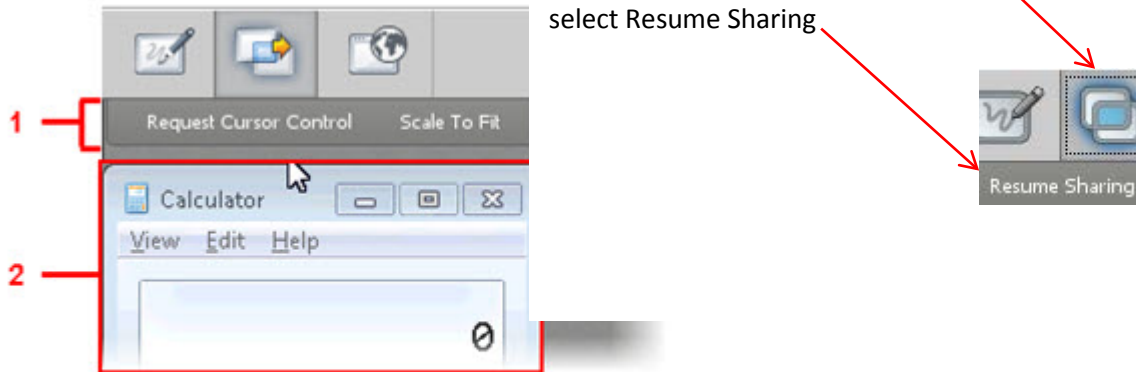 select Resume Sharing
1
Request Cursor Control Scale To Fit
Resume Sharing
Calculator
View Edit Help
2
0